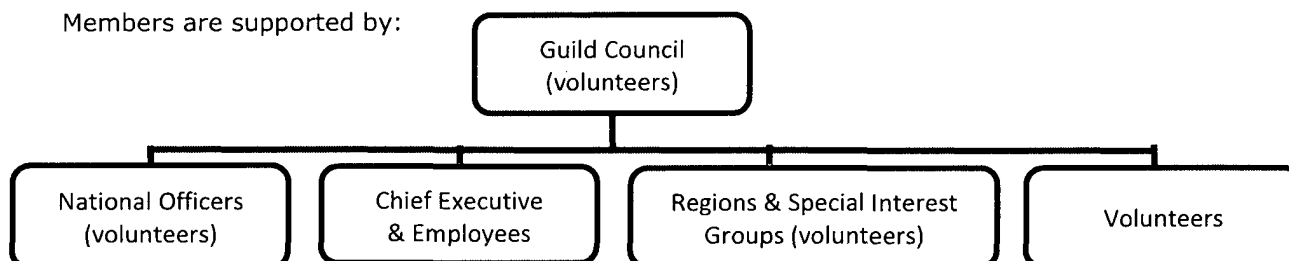 Members are supported by:
Guild Council
(volunteers)
National Officers
(volunteers)
Chief Executive
& Employees
Regions & Special Interest
Groups (volunteers)
Volunteers